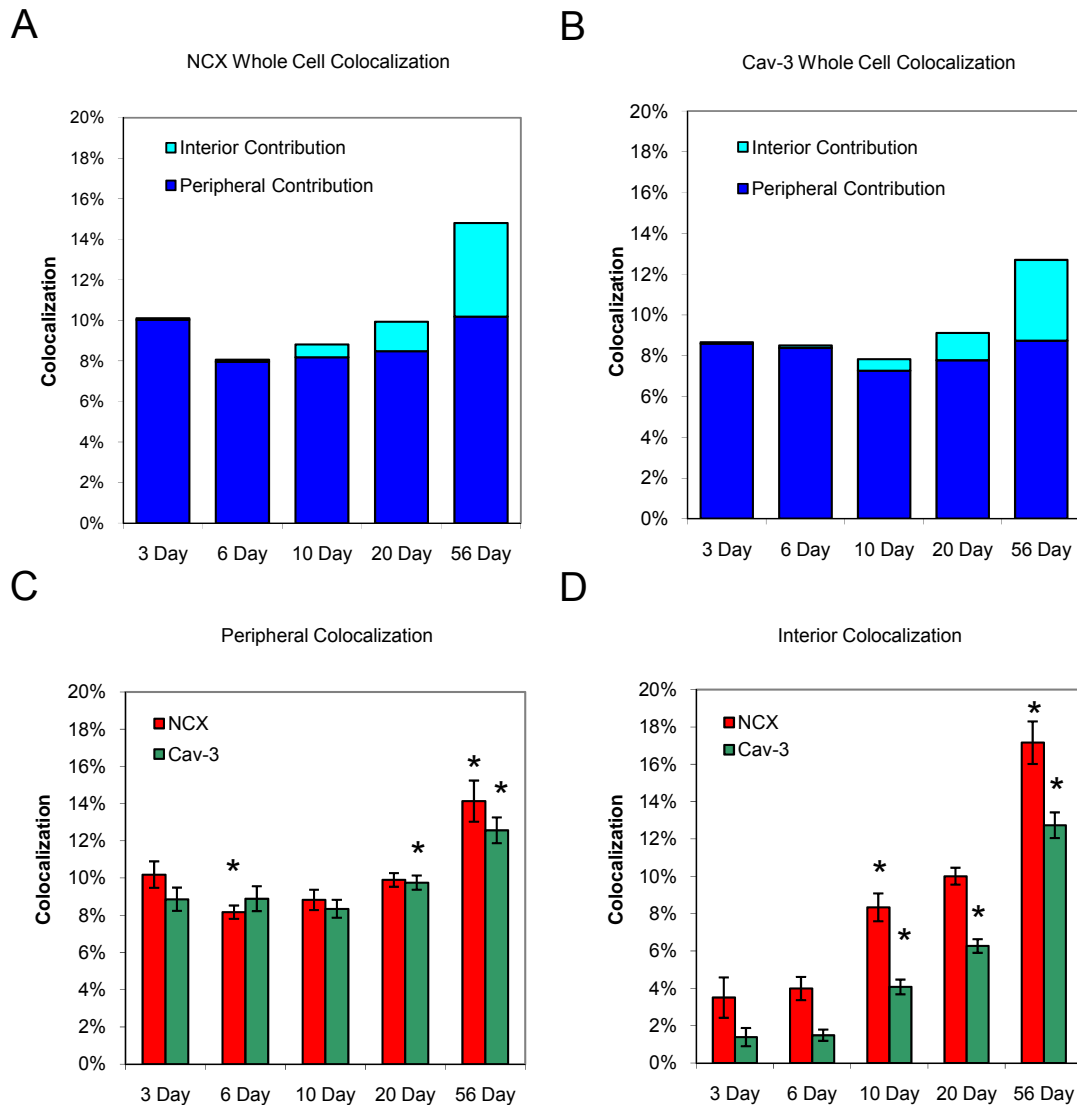 A
NCX Whole Cell Colocalization
20%
18%
16%
14%
12%
10%
8%
6%
4%
2%
0%
Colocalization
Interior Contribution
Peripheral Contribution
3 Day 6 Day 10 Day 20 Day 56 Day
B
Cav-3 Whole Cell Colocalization
20%
18%
16%
14%
12%
10%
8%
6%
4%
2%
0%
Colocalization
Interior Contribution
Peripheral Contribution
3 Day 6 Day 10 Day 20 Day 56 Day
C
Peripheral Colocalization
20%
18%
16%
14%
12%
10%
8%
6%
4%
2%
0%
Colocalization
NCX
Cav-3
* * * * 
3 Day 6 Day 10 Day 20 Day 56 Day
D
Interior Colocalization
20%
18%
16%
14%
12%
10%
8%
6%
4%
2%
0%
Colocalization
NCX
Cav-3
* * * * *
3 Day 6 Day 10 Day 20 Day 56 Day